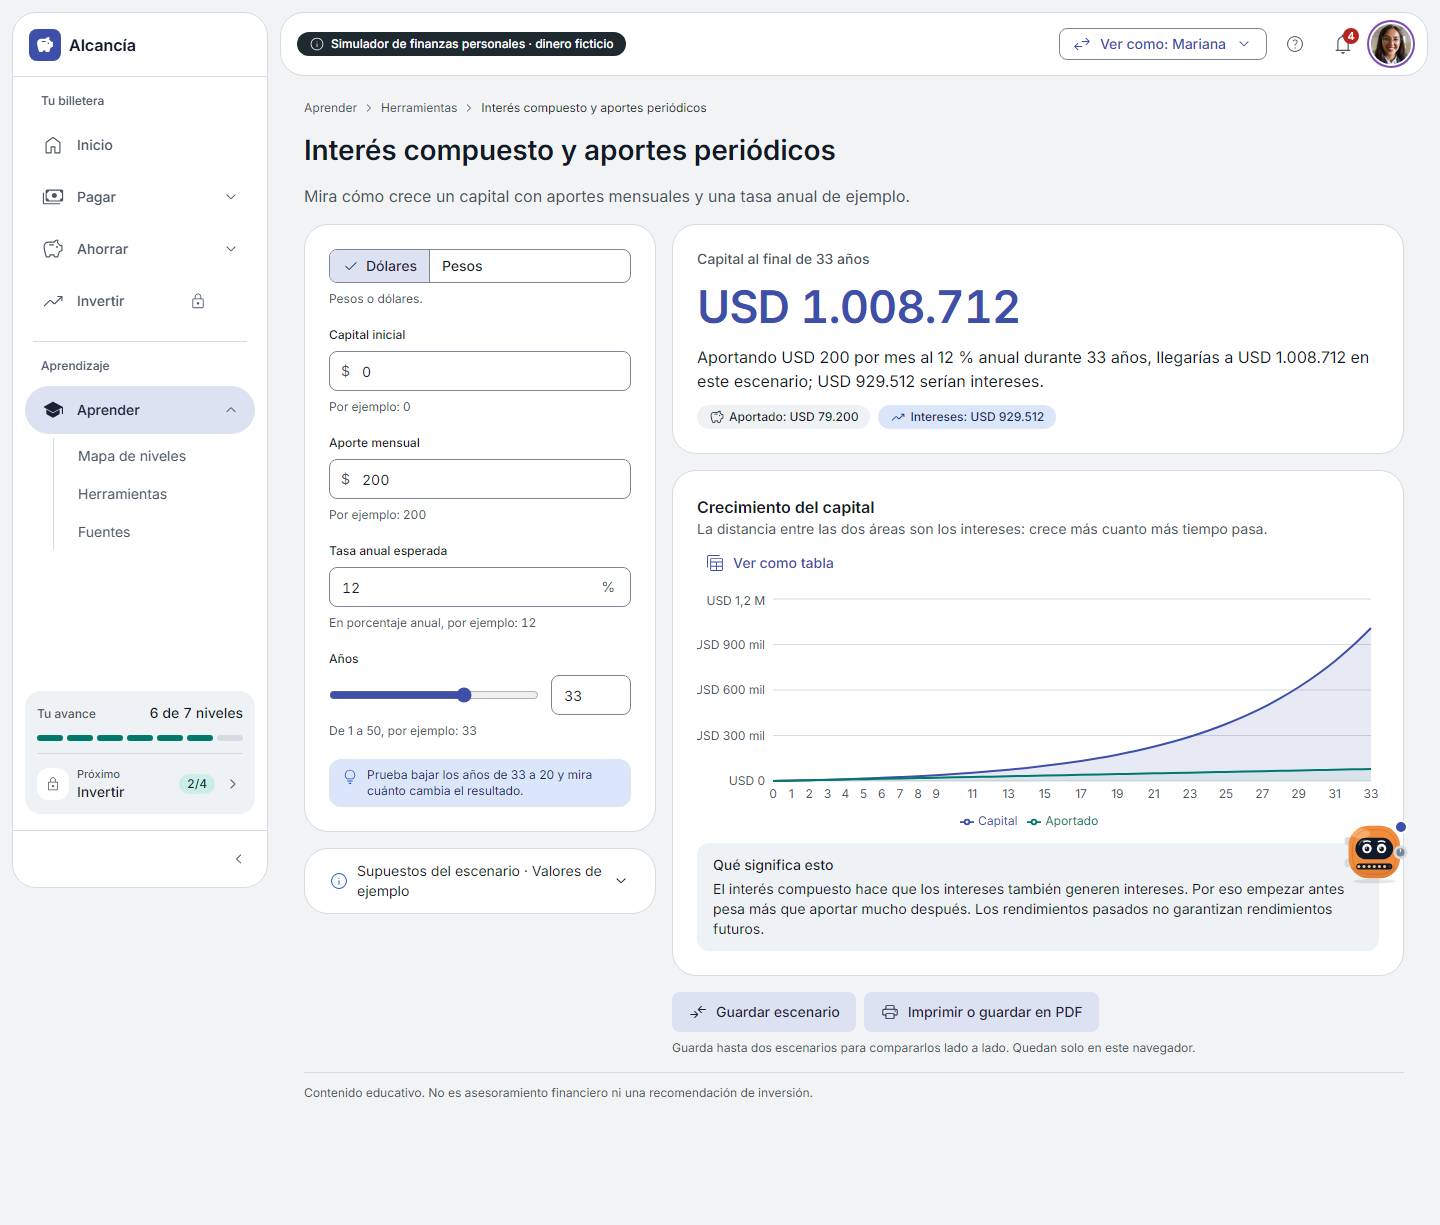 Alcancía
Tu billetera
Inicio
Pagar
Ahorrar
Invertir
Aprendizaje
Aprender
Mapa de niveles
Herramientas
Fuentes
Tu avance 6 de 7 niveles
Próximo
Invertir
2/4
Simulador de finanzas personales · dinero ficticio
Ver como: Mariana
4
Aprender > Herramientas > Interés compuesto y aportes periódicos
Interés compuesto y aportes periódicos
Mira cómo crece un capital con aportes mensuales y una tasa anual de ejemplo.
Dólares Pesos
Pesos o dólares.
Capital inicial
$ 0
Por ejemplo: 0
Aporte mensual
$ 200
Por ejemplo: 200
Tasa anual esperada
12 %
En porcentaje anual, por ejemplo: 12
Años
33
De 1 a 50, por ejemplo: 33
Prueba bajar los años de 33 a 20 y mira
cuánto cambia el resultado.
Supuestos del escenario · Valores de
ejemplo
Capital al final de 33 años
USD 1.008.712
Aportando USD 200 por mes al 12 % anual durante 33 años, llegarías a USD 1.008.712 en
este escenario; USD 929.512 serían intereses.
Aportado: USD 79.200 Intereses: USD 929.512
Crecimiento del capital
La distancia entre las dos áreas son los intereses: crece más cuanto más tiempo pasa.
Ver como tabla
USD 1,2 M
USD 900 mil
USD 600 mil
USD 300 mil
USD 0
0 1 2 3 4 5 6 7 8 9 11 13 15 17 19 21 23 25 27 29 31 33
Capital Aportado
Qué significa esto
El interés compuesto hace que los intereses también generen intereses. Por eso empezar antes
pesa más que aportar mucho después. Los rendimientos pasados no garantizan rendimientos
futuros.
Guardar escenario Imprimir o guardar en PDF
Guarda hasta dos escenarios para compararlos lado a lado. Quedan solo en este navegador.
Contenido educativo. No es asesoramiento financiero ni una recomendación de inversión.